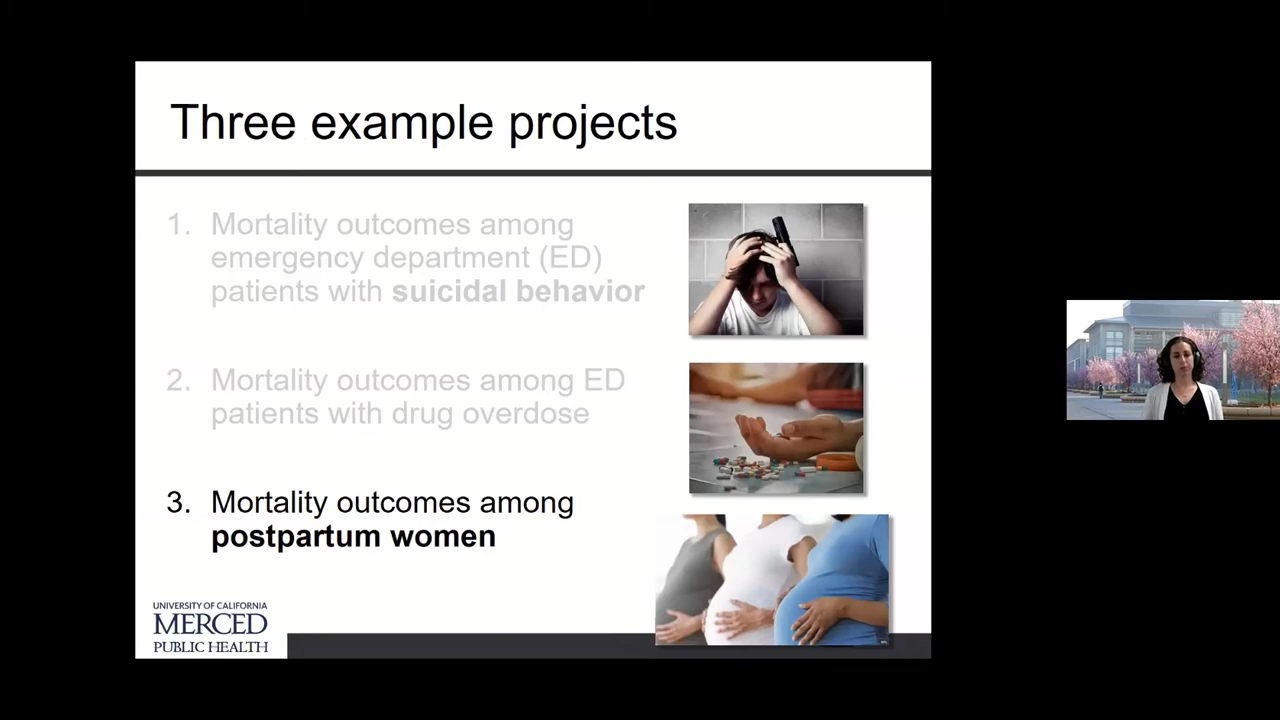 Three example projects
1. Mortality outcomes among
emergency department (ED)
patients with suicidal behavior
2. Mortality outcomes among ED
patients with drug overdose
3. Mortality outcomes among
postpartum women
UNIVERSITY OF CALIFORNIA
MERCED
PUBLIC HEALTH